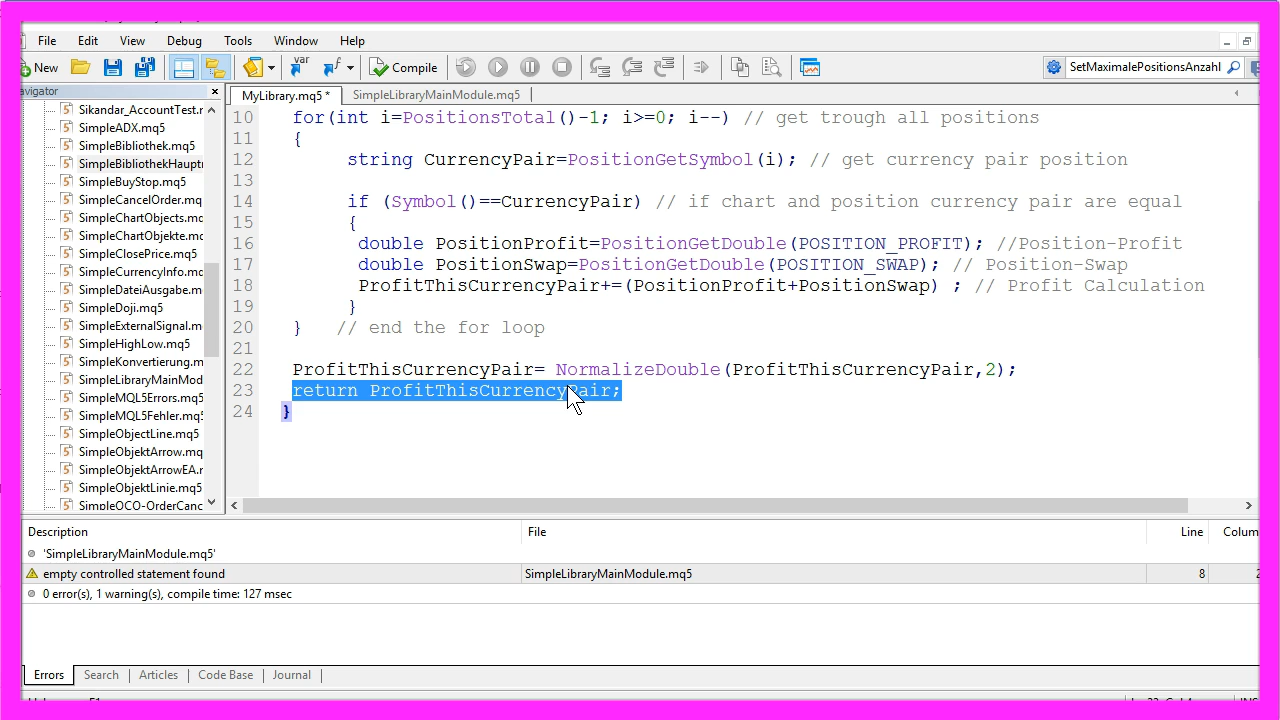 File Edit View Debug Tools Window Help
New var Compile SetMaximalePositionsAnzahl
avigator × MyLibrary.mq5 * SimpleLibraryMainModule.mq5
Sikandar_AccountTest.r
SimpleADX.mq5
SimpleBibliothek.mq5
SimpleBibliothekHauptr
SimpleBuyStop.mq5
SimpleCancelOrder.mq
SimpleChartObjects.mc
SimpleChartObjekte.mc
SimpleClosePrice.mq5
SimpleCurrencyInfo.mc
SimpleDateiAusgabe.m
SimpleDoji.mq5
SimpleExternalSignal.m
SimpleHighLow.mq5
SimpleKonvertierung.m
SimpleLibraryMainMod
SimpleMQL5Errors.mq5
SimpleMQL5Fehler.mq5
SimpleObjectLine.mq5
SimpleObjektArrow.mq
SimpleObjektArrowEA.r
SimpleObjektLinie.mq5
SimpleOCO-OrderCanc
10 for(int i=PositionsTotal()-1; i>=0; i--) // get trough all positions
11 {
12 string CurrencyPair=PositionGetSymbol(i); // get currency pair position
13
14 if (Symbol()==CurrencyPair) // if chart and position currency pair are equal
15 {
16 double PositionProfit=PositionGetDouble(POSITION_PROFIT); //Position-Profit
17 double PositionSwap=PositionGetDouble(POSITION_SWAP); // Position-Swap
18 ProfitThisCurrencyPair+=(PositionProfit+PositionSwap) ; // Profit Calculation
19 }
20 } // end the for loop
21
22 ProfitThisCurrencyPair= NormalizeDouble(ProfitThisCurrencyPair,2);
23 return ProfitThisCurrencyPair;
24 }
Description File Line Colum
'SimpleLibraryMainModule.mq5'
empty controlled statement found SimpleLibraryMainModule.mq5 8 2
0 error(s), 1 warning(s), compile time: 127 msec
Errors Search Articles Code Base Journal